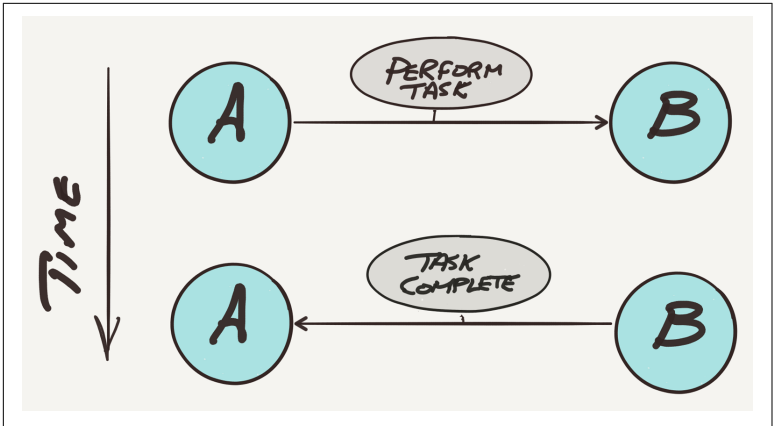 PERFORM
TASK
A
B
TIME
TASK
COMPLETE
A
B